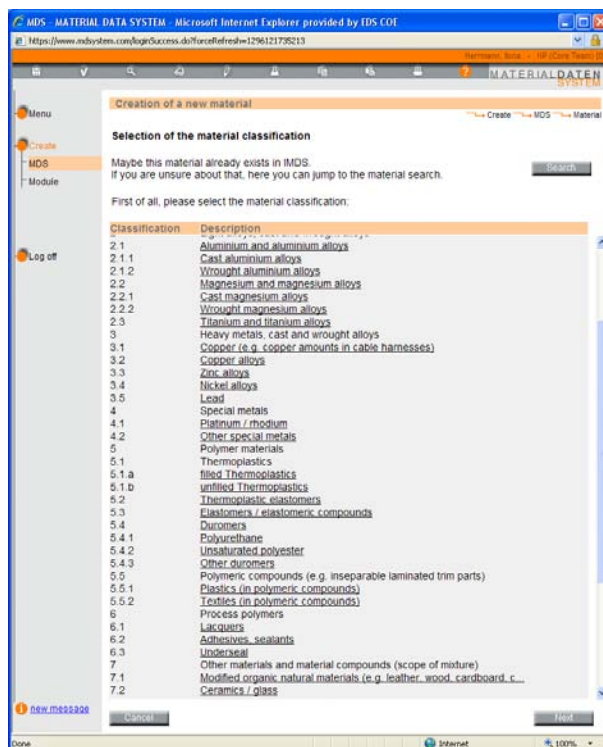 MDS - MATERIAL DATA SYSTEM - Microsoft Internet Explorer provided by EDS COE
https://www.mdsystem.com/loginSuccess.do?forceRefresh=1296121735213
Herrmann, Ilona - HP (Core Team) [0
MATERIALDATEN
SYSTEM
Menu
Create
MDS
Module
Log off
Creation of a new material
Create MDS Material
Selection of the material classification
Maybe this material already exists in IMDS.
If you are unsure about that, here you can jump to the material search.
Search
First of all, please select the material classification:
Classification Description
2.1 Aluminium and aluminium alloys
2.1.1 Cast aluminium alloys
2.1.2 Wrought aluminium alloys
2.2 Magnesium and magnesium alloys
2.2.1 Cast magnesium alloys
2.2.2 Wrought magnesium alloys
2.3 Titanium and titanium alloys
3 Heavy metals, cast and wrought alloys
3.1 Copper (e.g. copper amounts in cable harnesses)
3.2 Copper alloys
3.3 Zinc alloys
3.4 Nickel alloys
3.5 Lead
4 Special metals
4.1 Platinum / rhodium
4.2 Other special metals
5 Polymer materials
5.1 Thermoplastics
5.1.a filled Thermoplastics
5.1.b unfilled Thermoplastics
5.2 Thermoplastic elastomers
5.3 Elastomers / elastomeric compounds
5.4 Duromers
5.4.1 Polyurethane
5.4.2 Unsaturated polyester
5.4.3 Other duromers
5.5 Polymeric compounds (e.g. inseparable laminated trim parts)
5.5.1 Plastics (in polymeric compounds)
5.5.2 Textiles (in polymeric compounds)
6 Process polymers
6.1 Lacquers
6.2 Adhesives, sealants
6.3 Underseal
7 Other materials and material compounds (scope of mixture)
7.1 Modified organic natural materials (e.g. leather, wood, cardboard, c...
7.2 Ceramics / glass
new message
Cancel
Next
Done
Internet
100%